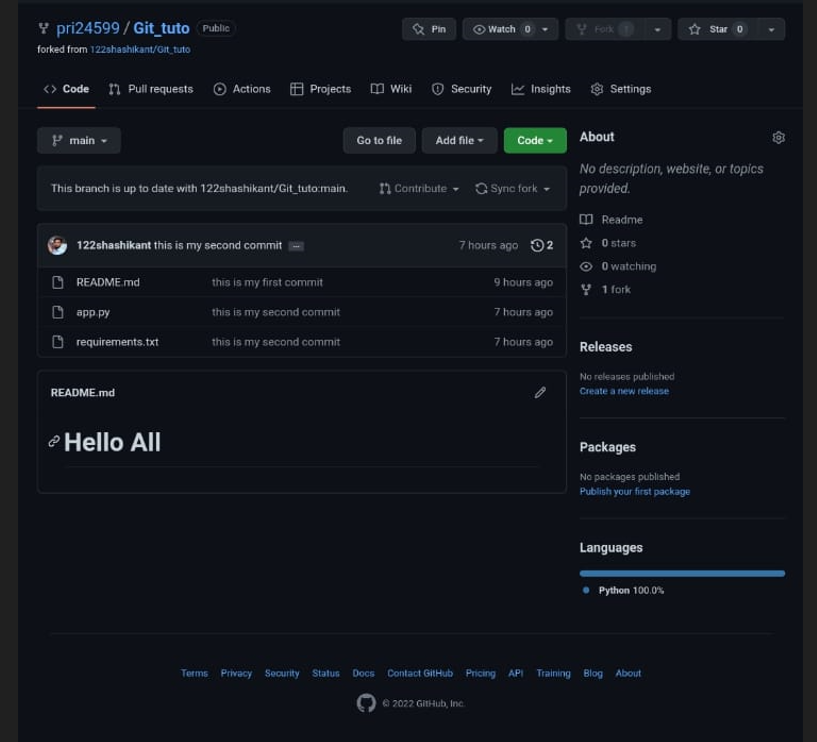 pri24599 / Git_tuto Public
Pin Watch 0 Fork 1 Star 0
forked from 122shashikant/Git_tuto
Code Pull requests Actions Projects Wiki Security Insights Settings
main Go to file Add file Code
This branch is up to date with 122shashikant/Git_tuto:main. Contribute Sync fork
122shashikant this is my second commit ... 7 hours ago 2
README.md this is my first commit 9 hours ago
app.py this is my second commit 7 hours ago
requirements.txt this is my second commit 7 hours ago
README.md
Hello All
About
No description, website, or topics
provided.
Readme
0 stars
0 watching
1 fork
Releases
No releases published
Create a new release
Packages
No packages published
Publish your first package
Languages
Python 100.0%
Terms Privacy Security Status Docs Contact GitHub Pricing API Training Blog About
© 2022 GitHub, Inc.